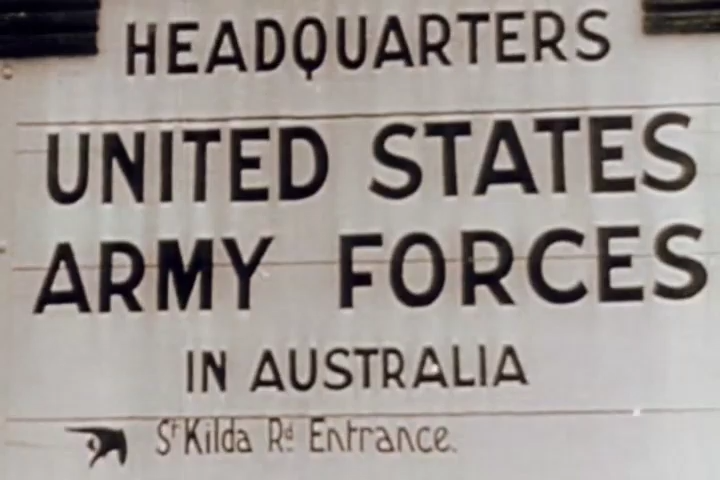 HEADQUARTERS
UNITED STATES
ARMY FORCES
IN AUSTRALIA
St Kilda Rd Entrance.